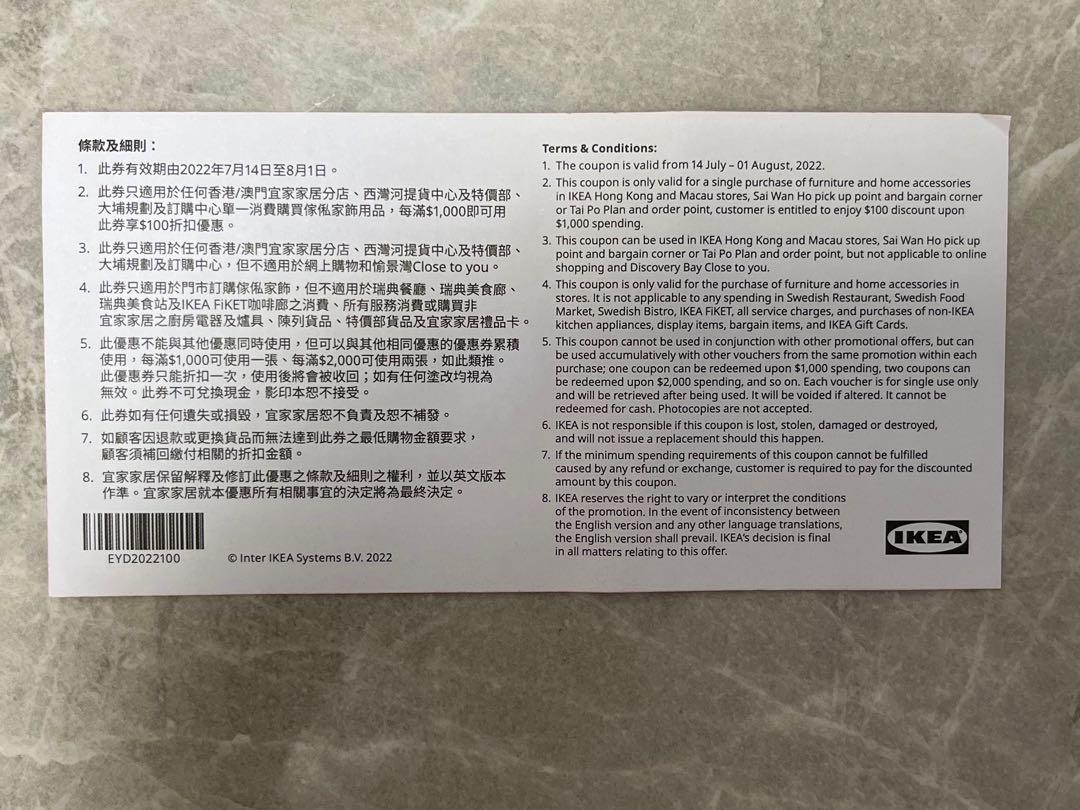 條款及細則：
1. 此券有效期由2022年7月14日至8月1日。
2. 此券只適用於任何香港/澳門宜家家居分店、西灣河提貨中心及特價部、
大埔規劃及訂購中心單一消費購買傢俬家飾用品，每滿$1,000即可用
此券享$100折扣優惠。
3. 此券只適用於任何香港/澳門宜家家居分店、西灣河提貨中心及特價部、
大埔規劃及訂購中心，但不適用於網上購物和愉景灣Close to you。
4. 此券只適用於門市訂購傢俬家飾，但不適用於瑞典餐廳、瑞典美食廊、
瑞典美食站及IKEA FiKET咖啡廊之消費、所有服務消費或購買非
宜家家居之廚房電器及爐具、陳列貨品、特價部貨品及宜家家居禮品卡。
5. 此優惠不能與其他優惠同時使用，但可以與其他相同優惠的優惠券累積
使用，每滿$1,000可使用一張、每滿$2,000可使用兩張，如此類推。
此優惠券只能折扣一次，使用後將會被收回；如有任何塗改均視為
無效。此券不可兌換現金，影印本恕不接受。
6. 此券如有任何遺失或損毀，宜家家居恕不負責及恕不補發。
7. 如顧客因退款或更換貨品而無法達到此券之最低購物金額要求，
顧客須補回繳付相關的折扣金額。
8. 宜家家居保留解釋及修訂此優惠之條款及細則之權利，並以英文版本
作準。宜家家居就本優惠所有相關事宜的決定將為最終決定。
EYD2022100
© Inter IKEA Systems B.V. 2022
Terms & Conditions:
1. The coupon is valid from 14 July – 01 August, 2022.
2. This coupon is only valid for a single purchase of furniture and home accessories
in IKEA Hong Kong and Macau stores, Sai Wan Ho pick up point and bargain corner
or Tai Po Plan and order point, customer is entitled to enjoy $100 discount upon
$1,000 spending.
3. This coupon can be used in IKEA Hong Kong and Macau stores, Sai Wan Ho pick up
point and bargain corner or Tai Po Plan and order point, but not applicable to online
shopping and Discovery Bay Close to you.
4. This coupon is only valid for the purchase of furniture and home accessories in
stores. It is not applicable to any spending in Swedish Restaurant, Swedish Food
Market, Swedish Bistro, IKEA FiKET, all service charges, and purchases of non-IKEA
kitchen appliances, display items, bargain items, and IKEA Gift Cards.
5. This coupon cannot be used in conjunction with other promotional offers, but can
be used accumulatively with other vouchers from the same promotion within each
purchase; one coupon can be redeemed upon $1,000 spending, two coupons can
be redeemed upon $2,000 spending, and so on. Each voucher is for single use only
and will be retrieved after being used. It will be voided if altered. It cannot be
redeemed for cash. Photocopies are not accepted.
6. IKEA is not responsible if this coupon is lost, stolen, damaged or destroyed,
and will not issue a replacement should this happen.
7. If the minimum spending requirements of this coupon cannot be fulfilled
caused by any refund or exchange, customer is required to pay for the discounted
amount by this coupon.
8. IKEA reserves the right to vary or interpret the conditions
of the promotion. In the event of inconsistency between
the English version and any other language translations,
the English version shall prevail. IKEA's decision is final
in all matters relating to this offer.
IKEA